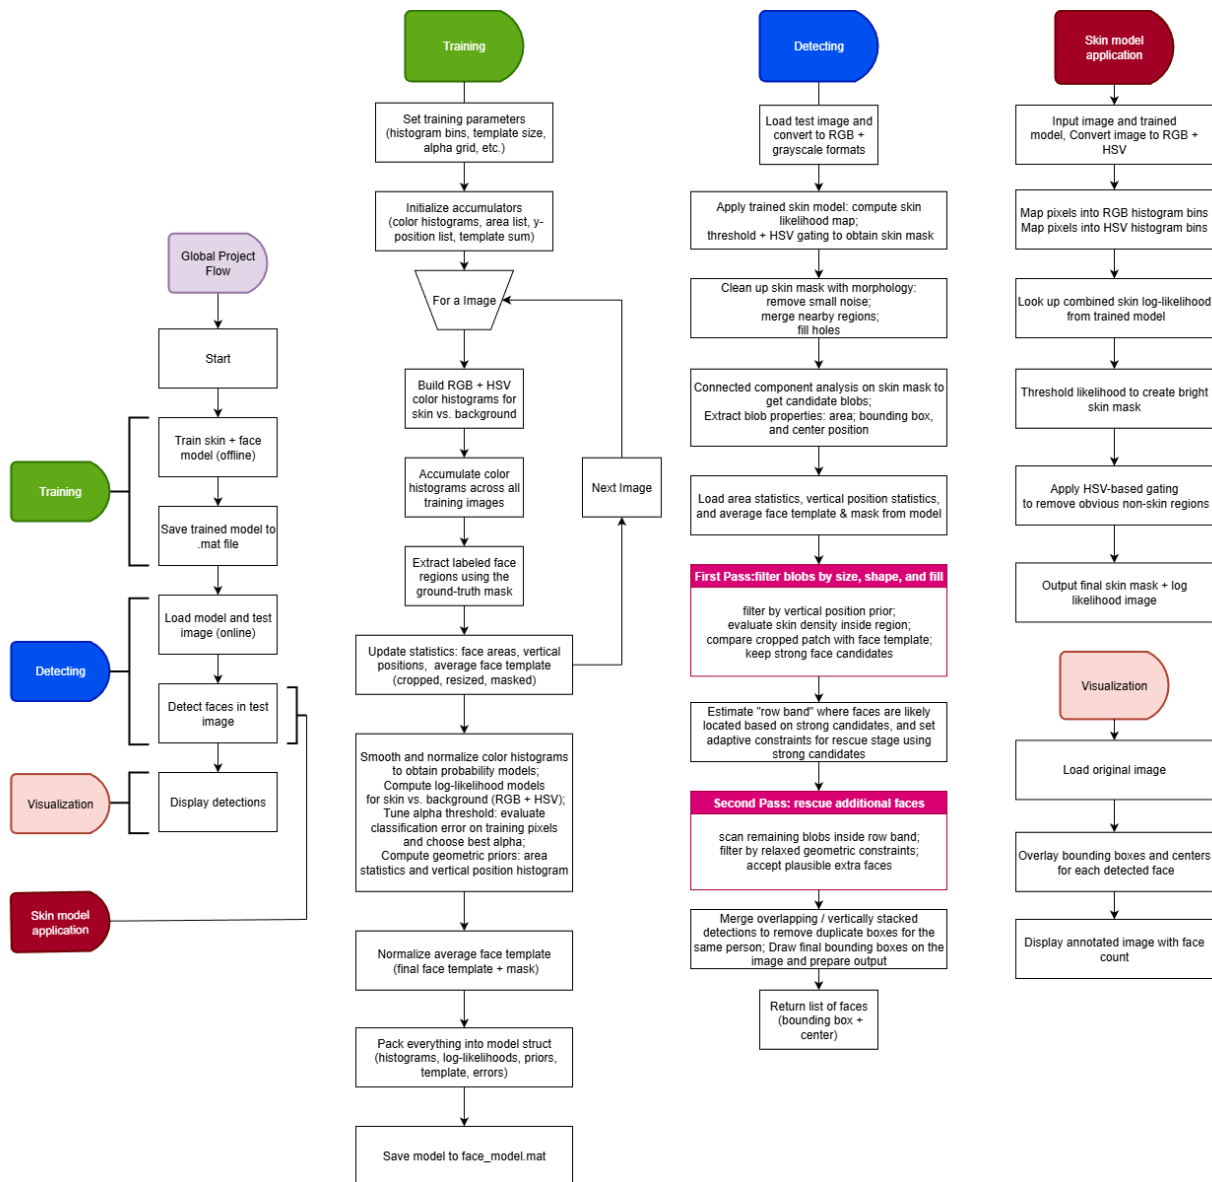 Global Project
Flow
Start
Train skin + face
model (offline)
Save trained model to
.mat file
Load model and test
image (online)
Detect faces in test
image
Display detections
Training
Detecting
Visualization
Skin model
application
Training
Set training parameters
(histogram bins, template size,
alpha grid, etc.)
Initialize accumulators
(color histograms, area list, y-
position list, template sum)
For a Image
Build RGB + HSV
color histograms for
skin vs. background
Accumulate color
histograms across all
training images
Extract labeled face
regions using the
ground-truth mask
Update statistics: face areas, vertical
positions, average face template
(cropped, resized, masked)
Next Image
Smooth and normalize color histograms
to obtain probability models;
Compute log-likelihood models
for skin vs. background (RGB + HSV);
Tune alpha threshold: evaluate
classification error on training pixels
and choose best alpha;
Compute geometric priors: area
statistics and vertical position histogram
Normalize average face template
(final face template + mask)
Pack everything into model struct
(histograms, log-likelihoods, priors,
template, errors)
Save model to face_model.mat
Detecting
Load test image and
convert to RGB +
grayscale formats
Apply trained skin model: compute skin
likelihood map;
threshold + HSV gating to obtain skin mask
Clean up skin mask with morphology:
remove small noise;
merge nearby regions;
fill holes
Connected component analysis on skin mask to
get candidate blobs;
Extract blob properties: area; bounding box,
and center position
Load area statistics, vertical position statistics,
and average face template & mask from model
First Pass:filter blobs by size, shape, and fill
filter by vertical position prior;
evaluate skin density inside region;
compare cropped patch with face template;
keep strong face candidates
Estimate "row band" where faces are likely
located based on strong candidates, and set
adaptive constraints for rescue stage using
strong candidates
Second Pass: rescue additional faces
scan remaining blobs inside row band;
filter by relaxed geometric constraints;
accept plausible extra faces
Merge overlapping / vertically stacked
detections to remove duplicate boxes for the
same person; Draw final bounding boxes on the
image and prepare output
Return list of faces
(bounding box +
center)
Skin model
application
Input image and trained
model, Convert image to RGB +
HSV
Map pixels into RGB histogram bins
Map pixels into HSV histogram bins
Look up combined skin log-likelihood
from trained model
Threshold likelihood to create bright
skin mask
Apply HSV-based gating
to remove obvious non-skin regions
Output final skin mask + log
likelihood image
Visualization
Load original image
Overlay bounding boxes and centers
for each detected face
Display annotated image with face
count